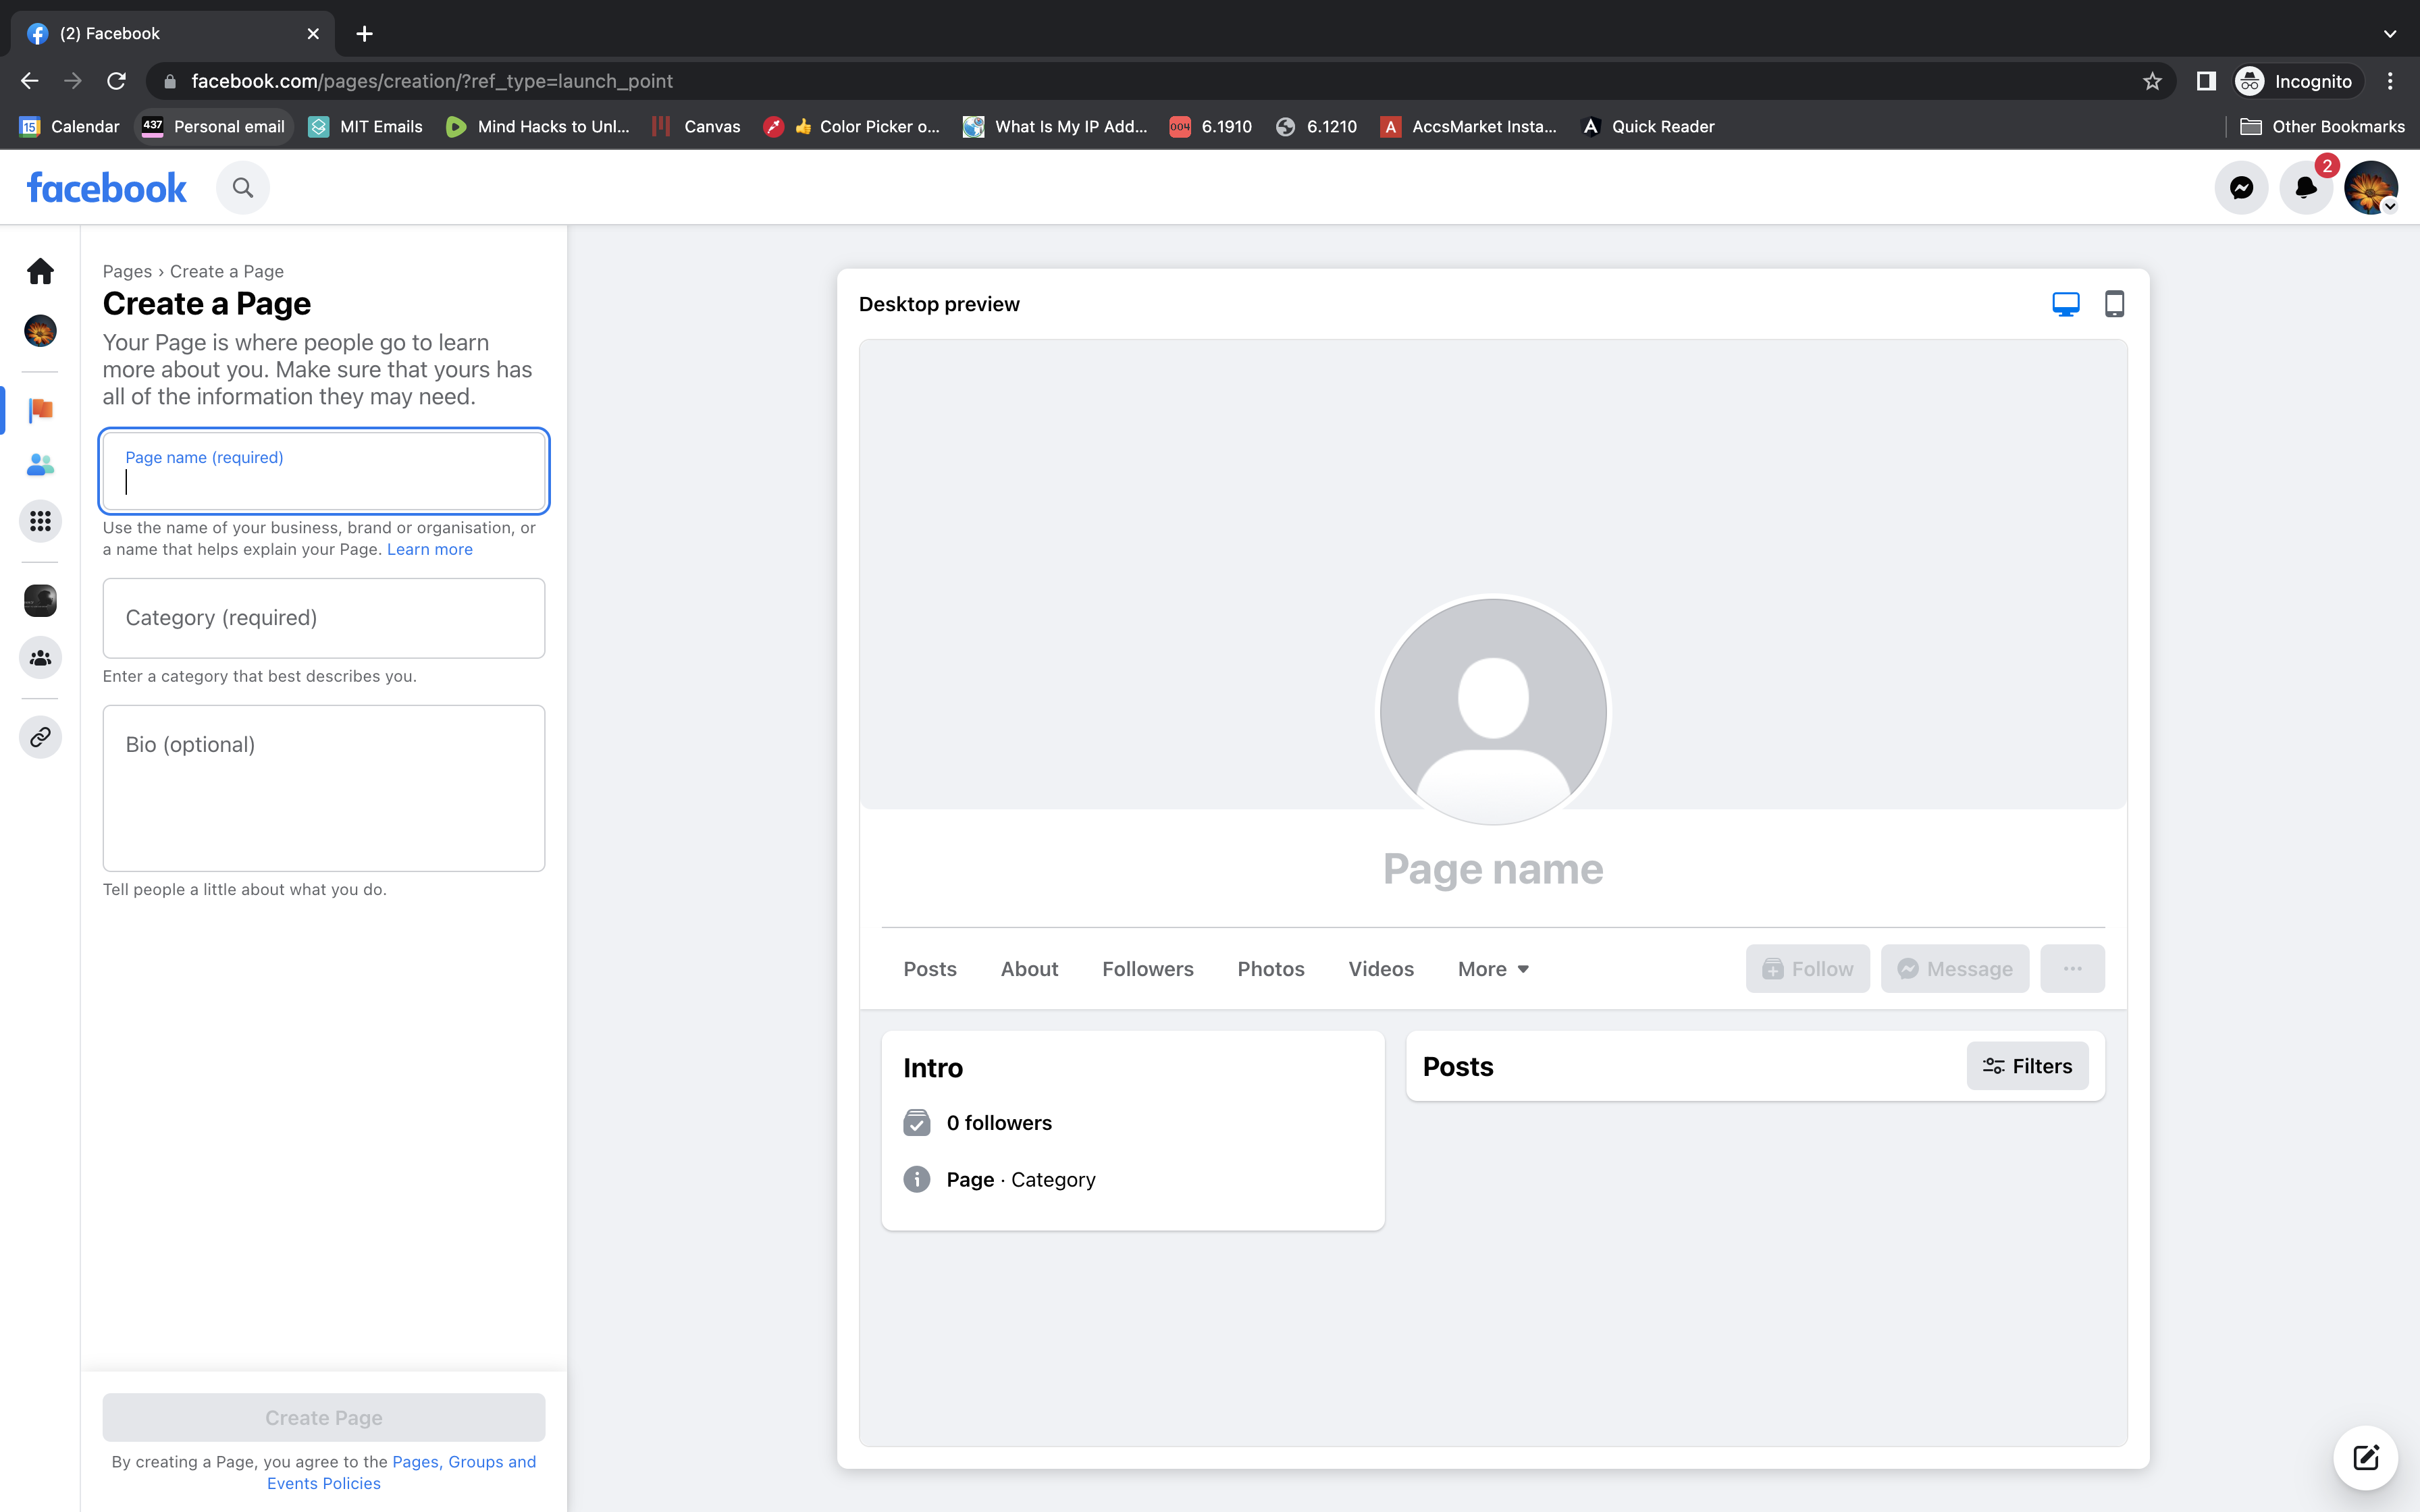 (2) Facebook
facebook.com/pages/creation/?ref_type=launch_point
Incognito
15 Calendar
437 Personal email
MIT Emails
Mind Hacks to Unl...
Canvas
Color Picker o...
What Is My IP Add...
004 6.1910
6.1210
A AccsMarket Insta...
Quick Reader
Other Bookmarks
facebook
2
Pages › Create a Page
Create a Page
Your Page is where people go to learn
more about you. Make sure that yours has
all of the information they may need.
Page name (required)
Use the name of your business, brand or organisation, or
a name that helps explain your Page. Learn more
Category (required)
Enter a category that best describes you.
Bio (optional)
Tell people a little about what you do.
Create Page
By creating a Page, you agree to the Pages, Groups and
Events Policies
Desktop preview
Page name
Posts
About
Followers
Photos
Videos
More
Follow
Message
Intro
0 followers
Page · Category
Posts
Filters